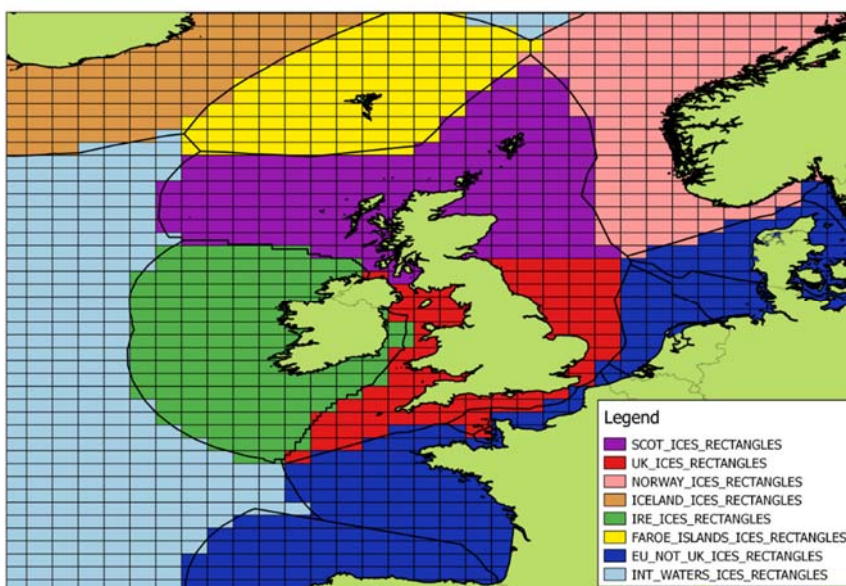 Legend
SCOT_ICES_RECTANGLES
UK_ICES_RECTANGLES
NORWAY_ICES_RECTANGLES
ICELAND_ICES_RECTANGLES
IRE_ICES_RECTANGLES
FAROE_ISLANDS_ICES_RECTANGLES
EU_NOT_UK_ICES_RECTANGLES
INT_WATERS_ICES_RECTANGLES